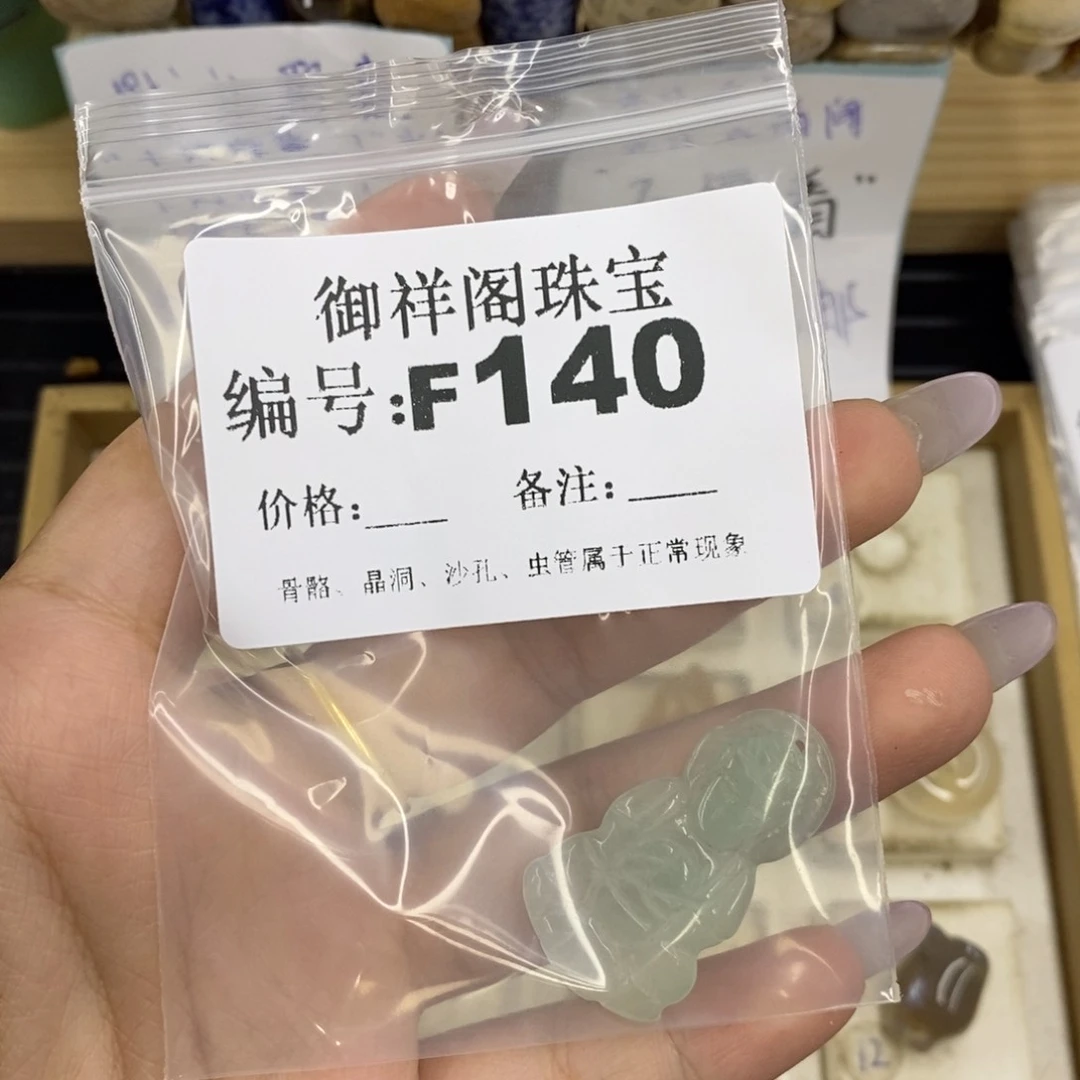 御祥阁珠宝
编号:F140
价格:____ 备注:____
骨骼、晶洞、沙孔、虫管属于正常现象
12